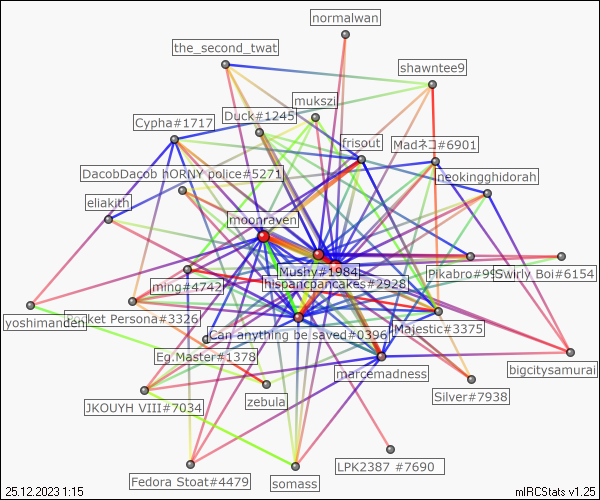 normalwan
the_second_twat
shawntee9
mukszil
Duck#1245
Cypha#1717
frisout
Madネコ#6901
DacobDacob hORNY police#5271
neokingghidorah
eliakith
moonraven
Mushy#1984
Pikabro#99
Swirly Boi#6154
hispancpancakes#2928
ming#4742
yoshimanden
Pocket Persona#3326
Can anything be saved#0396
Majestic#3375
Eg.Master#1378
marcemadness
bigcitysamurai
JKOUYH VIII#7034
zebula
Silver#7938
LPK2387 #7690
Fedora Stoat#4479
somass
25.12.2023 1:15
mIRCStats v1.25